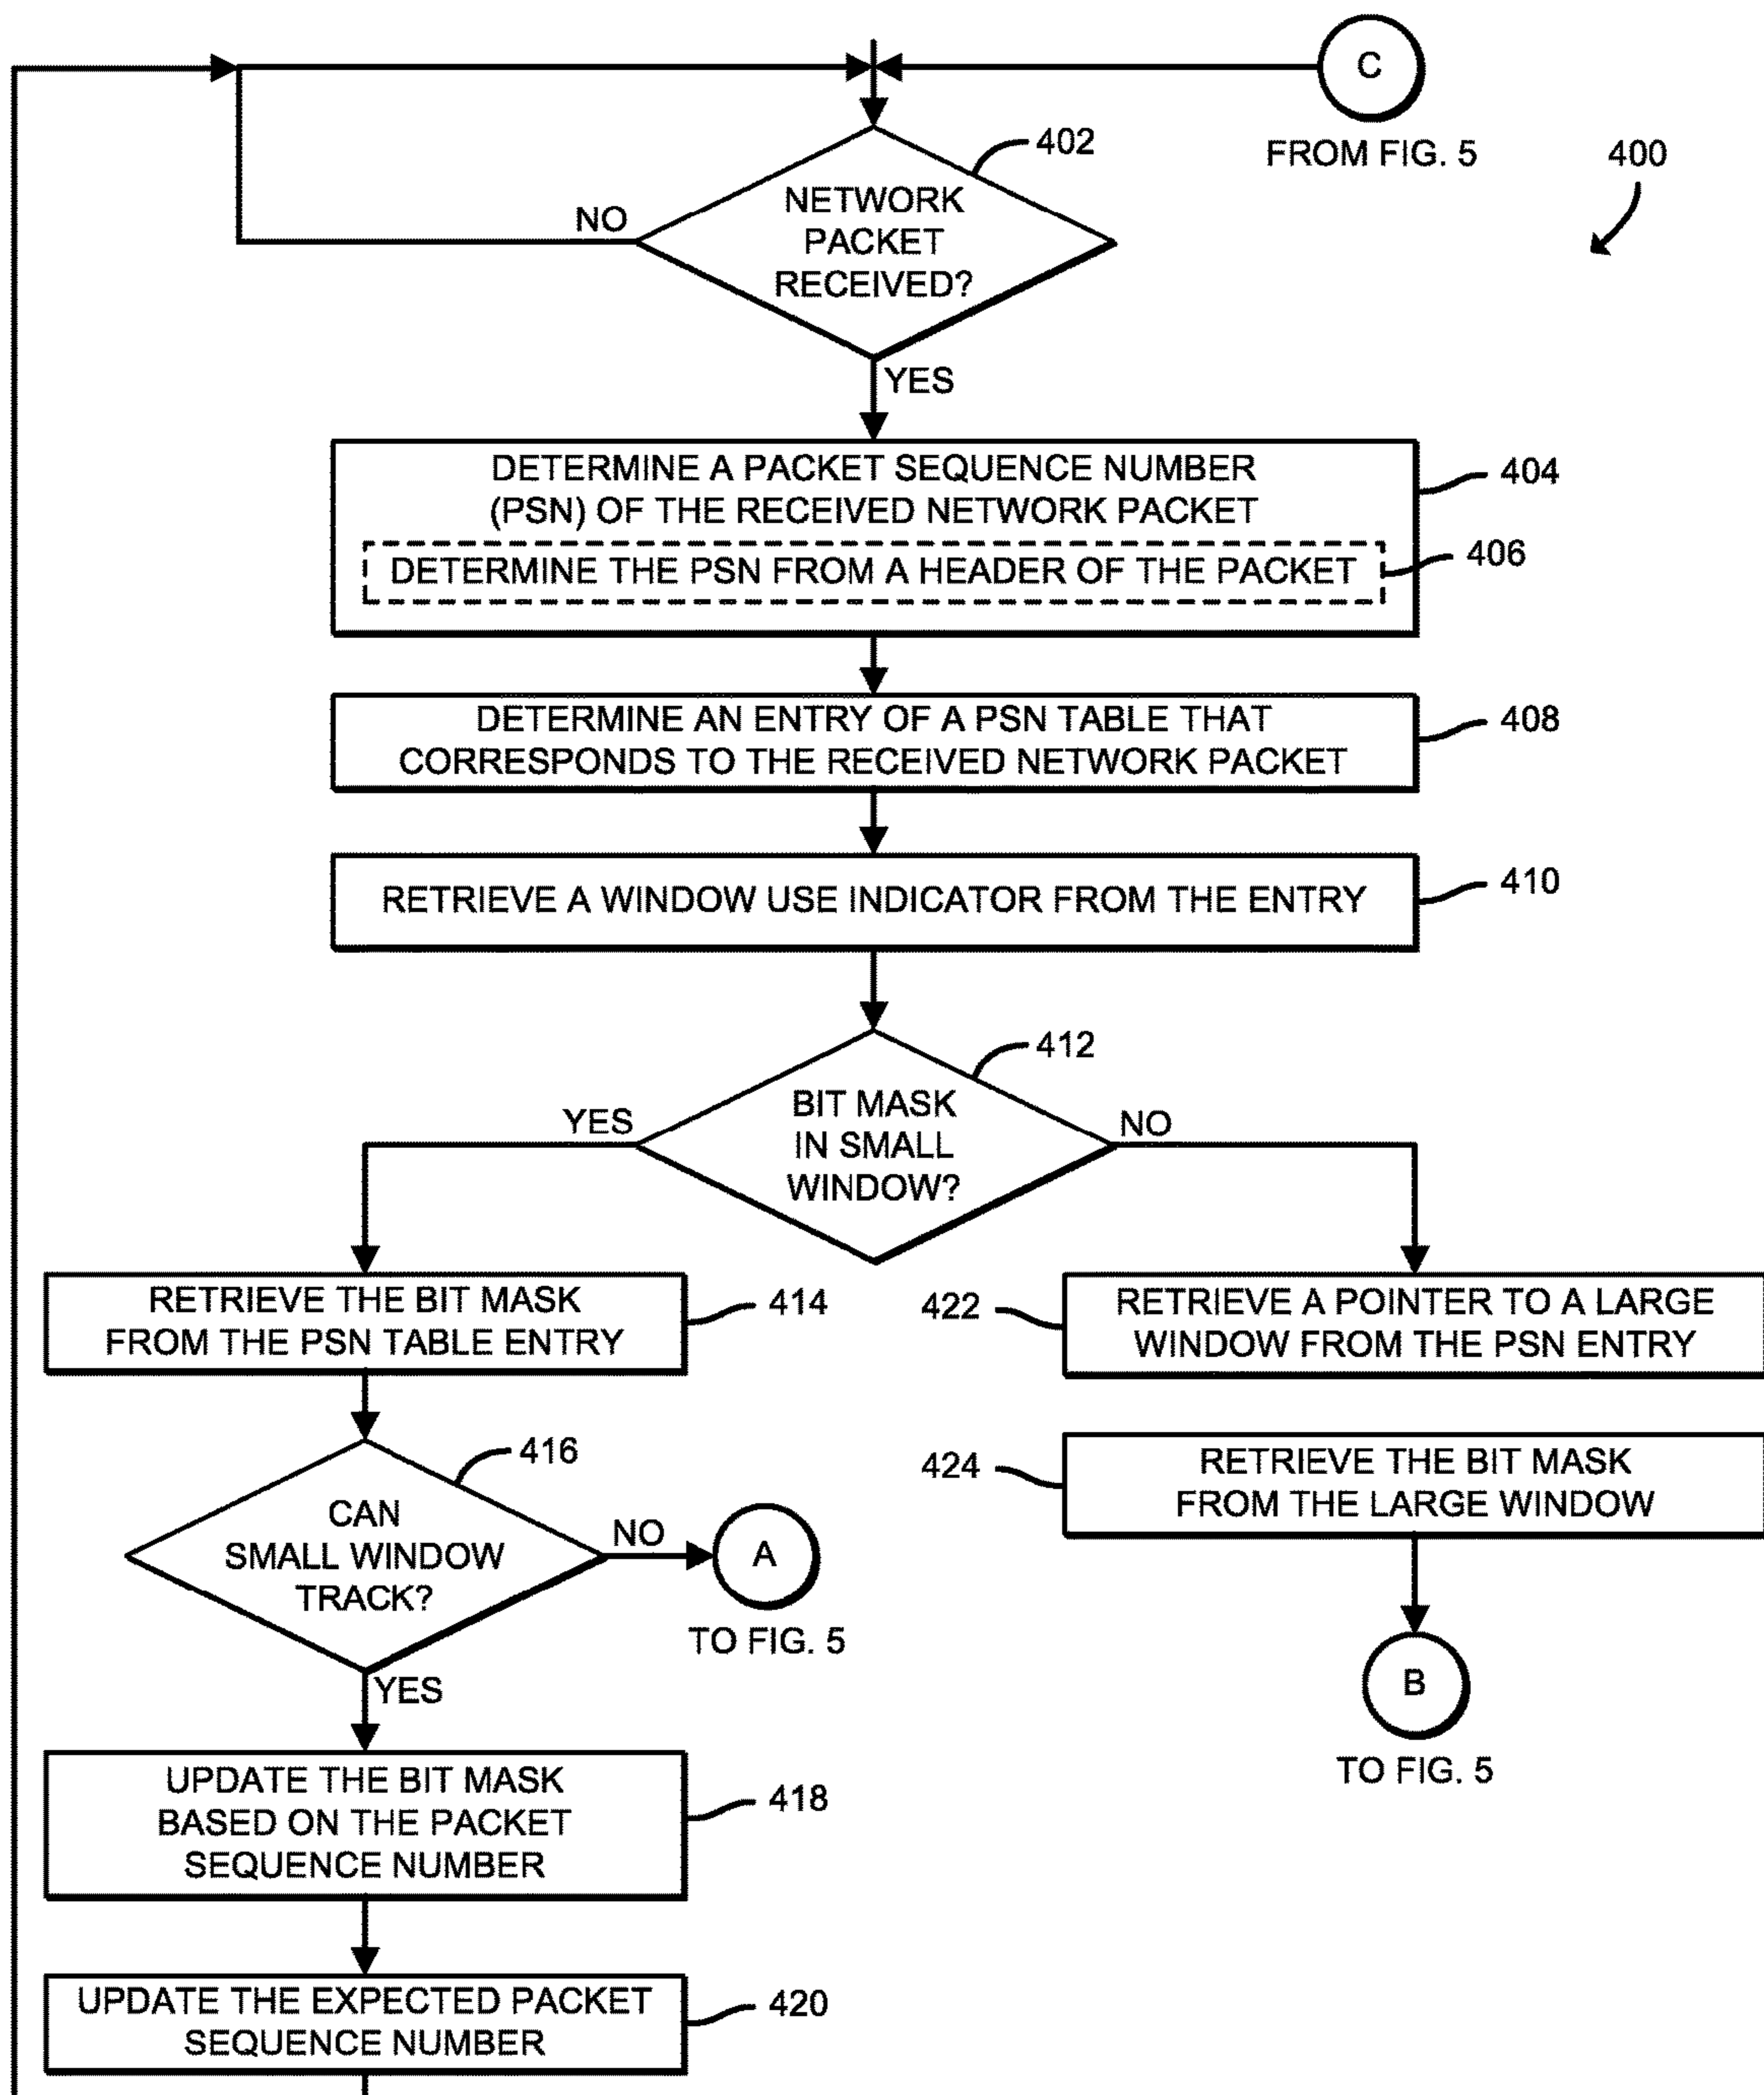 C
FROM FIG. 5
400
402
NETWORK
PACKET
RECEIVED?
NO
YES
DETERMINE A PACKET SEQUENCE NUMBER
(PSN) OF THE RECEIVED NETWORK PACKET
404
DETERMINE THE PSN FROM A HEADER OF THE PACKET
406
DETERMINE AN ENTRY OF A PSN TABLE THAT
CORRESPONDS TO THE RECEIVED NETWORK PACKET
408
RETRIEVE A WINDOW USE INDICATOR FROM THE ENTRY
410
412
BIT MASK
IN SMALL
WINDOW?
YES
NO
RETRIEVE THE BIT MASK
FROM THE PSN TABLE ENTRY
414
422
RETRIEVE A POINTER TO A LARGE
WINDOW FROM THE PSN ENTRY
416
CAN
SMALL WINDOW
TRACK?
NO
A
TO FIG. 5
YES
424
RETRIEVE THE BIT MASK
FROM THE LARGE WINDOW
B
TO FIG. 5
UPDATE THE BIT MASK
BASED ON THE PACKET
SEQUENCE NUMBER
418
UPDATE THE EXPECTED PACKET
SEQUENCE NUMBER
420